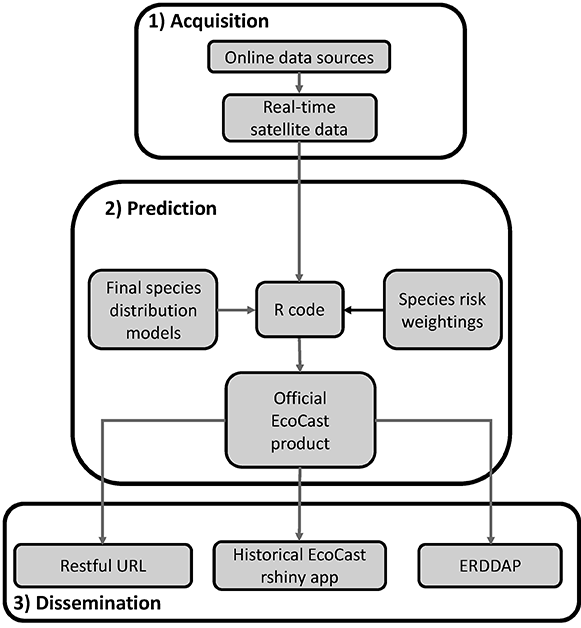 1) Acquisition
Online data sources
Real-time
satellite data
2) Prediction
Final species
distribution
models
R code
Species risk
weightings
Official
EcoCast
product
Restful URL
Historical EcoCast
rshiny app
ERDDAP
3) Dissemination